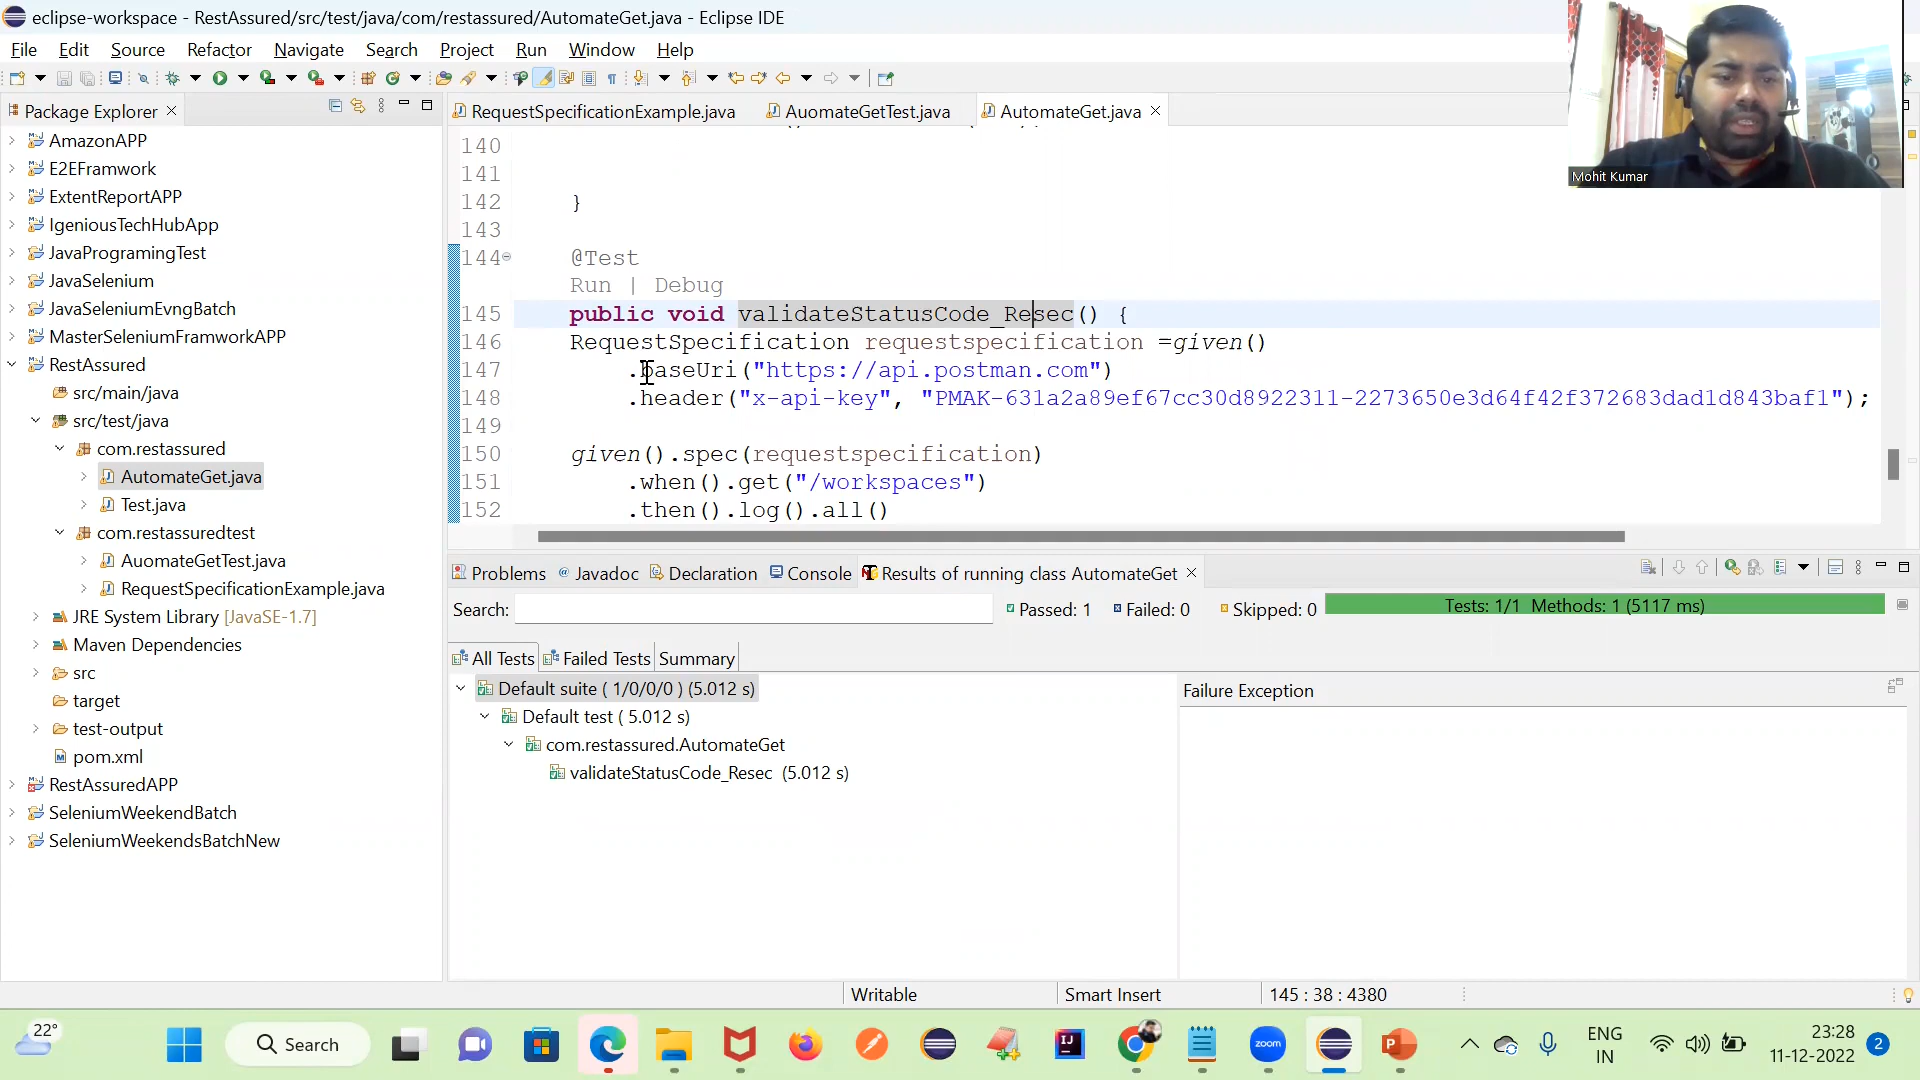 eclipse-workspace - RestAssured/src/test/java/com/restassured/AutomateGet.java - Eclipse IDE
File Edit Source Refactor Navigate Search Project Run Window Help
Package Explorer
RequestSpecificationExample.java AuomateGetTest.java AutomateGet.java
Mohit Kumar
AmazonAPP
E2EFramwork
ExtentReportAPP
IgeniousTechHubApp
JavaProgramingTest
JavaSelenium
JavaSeleniumEvngBatch
MasterSeleniumFramworkAPP
RestAssured
src/main/java
src/test/java
com.restassured
AutomateGet.java
Test.java
com.restassuredtest
AuomateGetTest.java
RequestSpecificationExample.java
JRE System Library [JavaSE-1.7]
Maven Dependencies
src
target
test-output
pom.xml
RestAssuredAPP
SeleniumWeekendBatch
SeleniumWeekendsBatchNew
140
141
142 }
143
144 @Test
Run | Debug
145 public void validateStatusCode_Resec() {
146 RequestSpecification requestspecification =given()
147 .baseUri("https://api.postman.com")
148 .header("x-api-key", "PMAK-631a2a89ef67cc30d8922311-2273650e3d64f42f372683dad1d843baf1");
149
150 given().spec(requestspecification)
151 .when().get("/workspaces")
152 .then().log().all()
Problems Javadoc Declaration Console Results of running class AutomateGet
Search: Passed: 1 Failed: 0 Skipped: 0 Tests: 1/1 Methods: 1 (5117 ms)
All Tests Failed Tests Summary
Default suite ( 1/0/0/0 ) (5.012 s)
Default test ( 5.012 s)
com.restassured.AutomateGet
validateStatusCode_Resec (5.012 s)
Failure Exception
Writable Smart Insert 145 : 38 : 4380
22°
Search
zoom
ENG
IN
23:28
11-12-2022
2